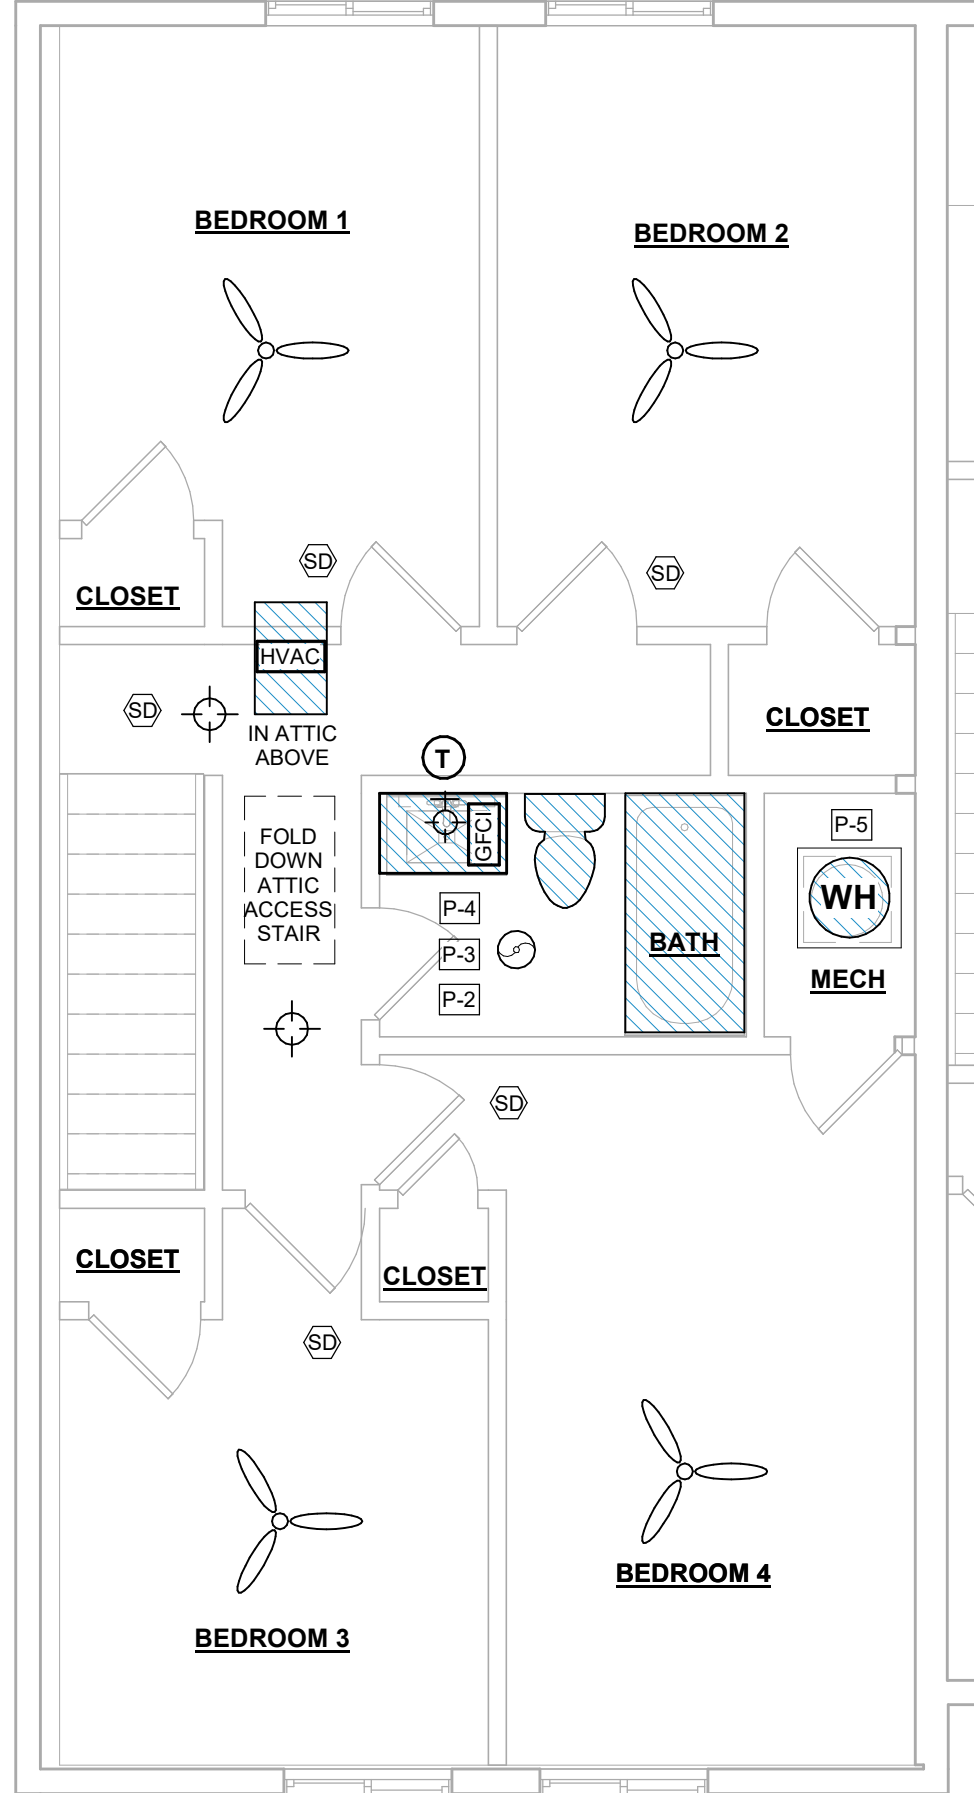 BEDROOM 1
BEDROOM 2
SD
SD
CLOSET
HVAC
SD
CLOSET
IN ATTIC
ABOVE
T
FOLD
DOWN
ATTIC
ACCESS
STAIR
GFCI
P-5
WH
P-4
P-3
P-2
BATH
MECH
SD
CLOSET
CLOSET
SD
BEDROOM 4
BEDROOM 3